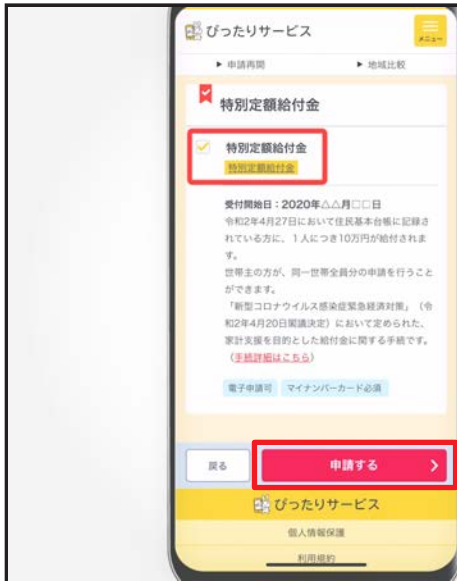 ぴったりサービス
メニュー
▶ 申請再開
▶ 地域比較
特別定額給付金
特別定額給付金
特別定額給付金
受付開始日：2020年△△月□□日
令和2年4月27日において住民基本台帳に記録さ
れている方に、1人につき10万円が給付されま
す。
世帯主の方が、同一世帯全員分の申請を行うこと
ができます。
「新型コロナウイルス感染症緊急経済対策」（令
和2年4月20日閣議決定）において定められた、
家計支援を目的とした給付金に関する手続です。
（手続詳細はこちら）
電子申請可 マイナンバーカード必須
戻る
申請する
ぴったりサービス
個人情報保護
利用規約